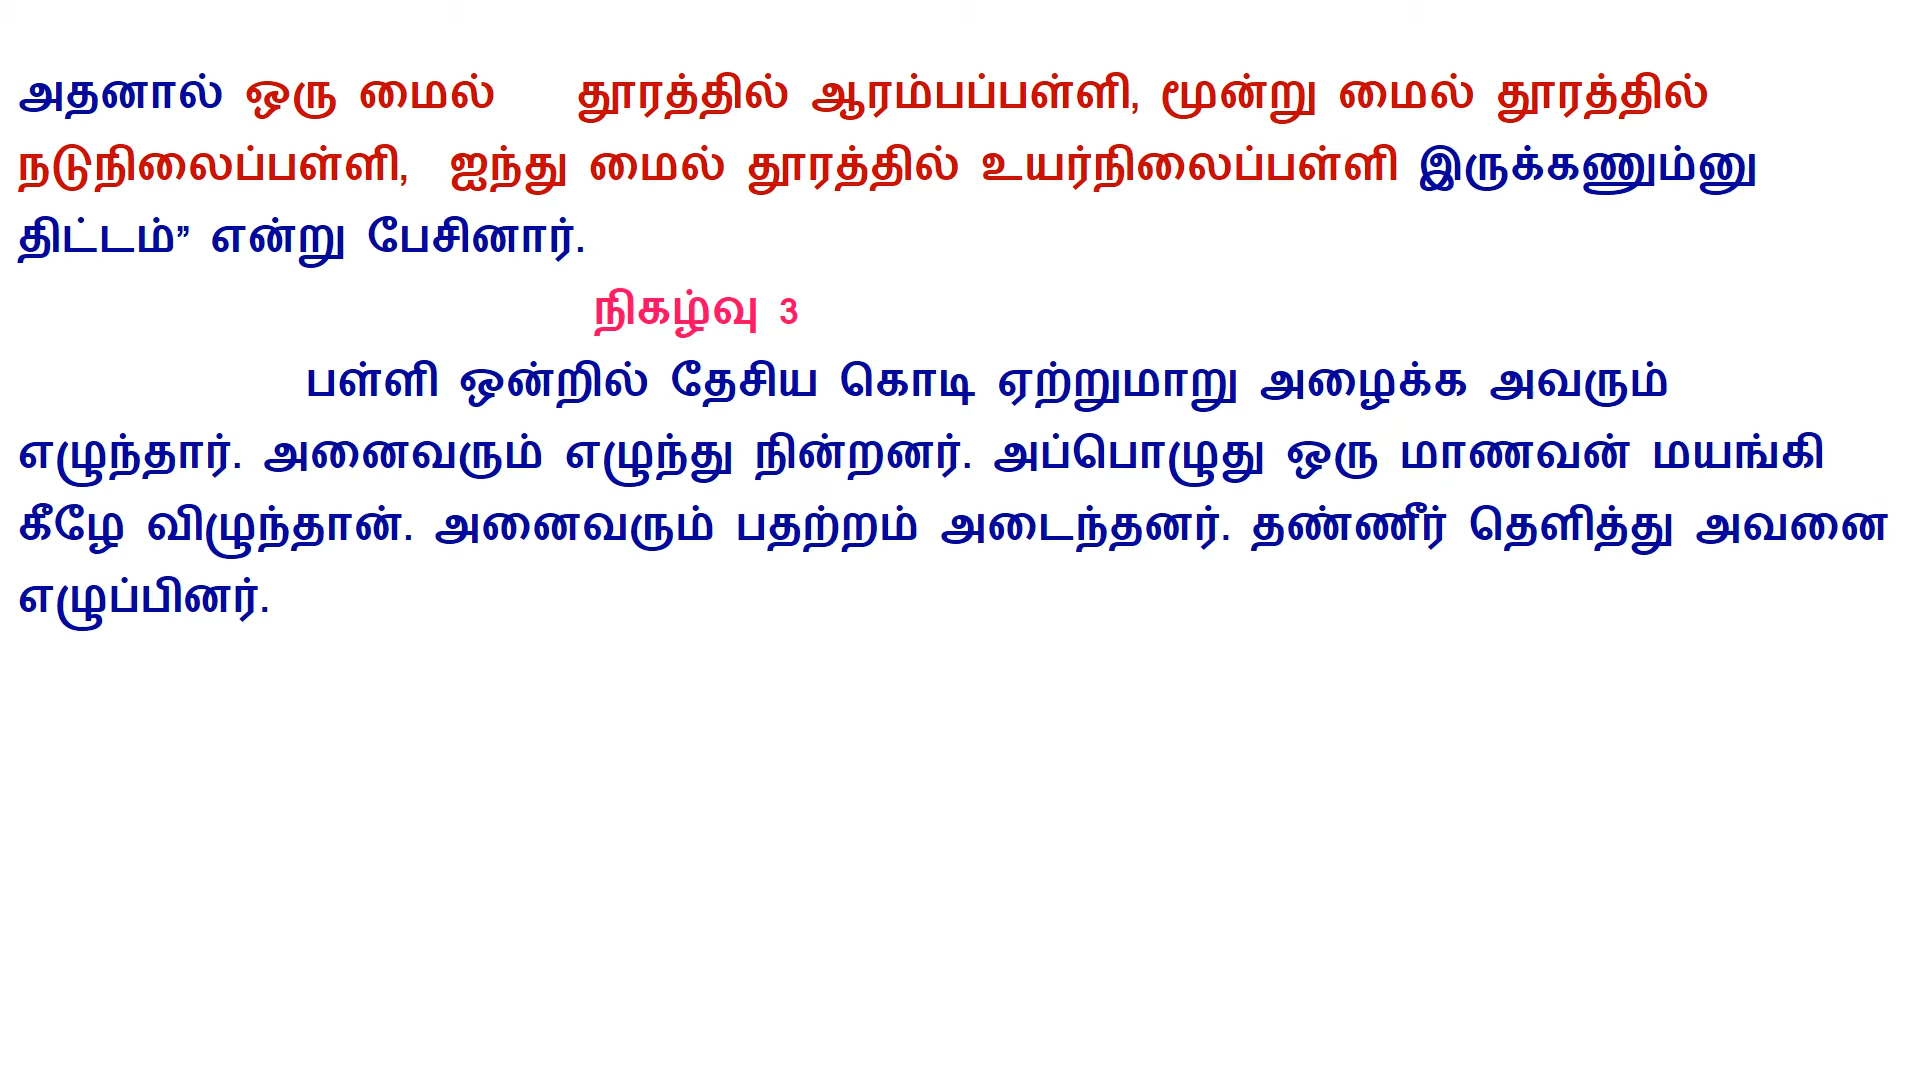 அதனால் ஒரு மைல் தூரத்தில் ஆரம்பப்பள்ளி, மூன்று மைல் தூரத்தில்
நடுநிலைப்பள்ளி, ஐந்து மைல் தூரத்தில் உயர்நிலைப்பள்ளி இருக்கணும்னு
திட்டம்” என்று பேசினார்.
நிகழ்வு 3
பள்ளி ஒன்றில் தேசிய கொடி ஏற்றுமாறு அழைக்க அவரும்
எழுந்தார். அனைவரும் எழுந்து நின்றனர். அப்பொழுது ஒரு மாணவன் மயங்கி
கீழே விழுந்தான். அனைவரும் பதற்றம் அடைந்தனர். தண்ணீர் தெளித்து அவனை
எழுப்பினர்.